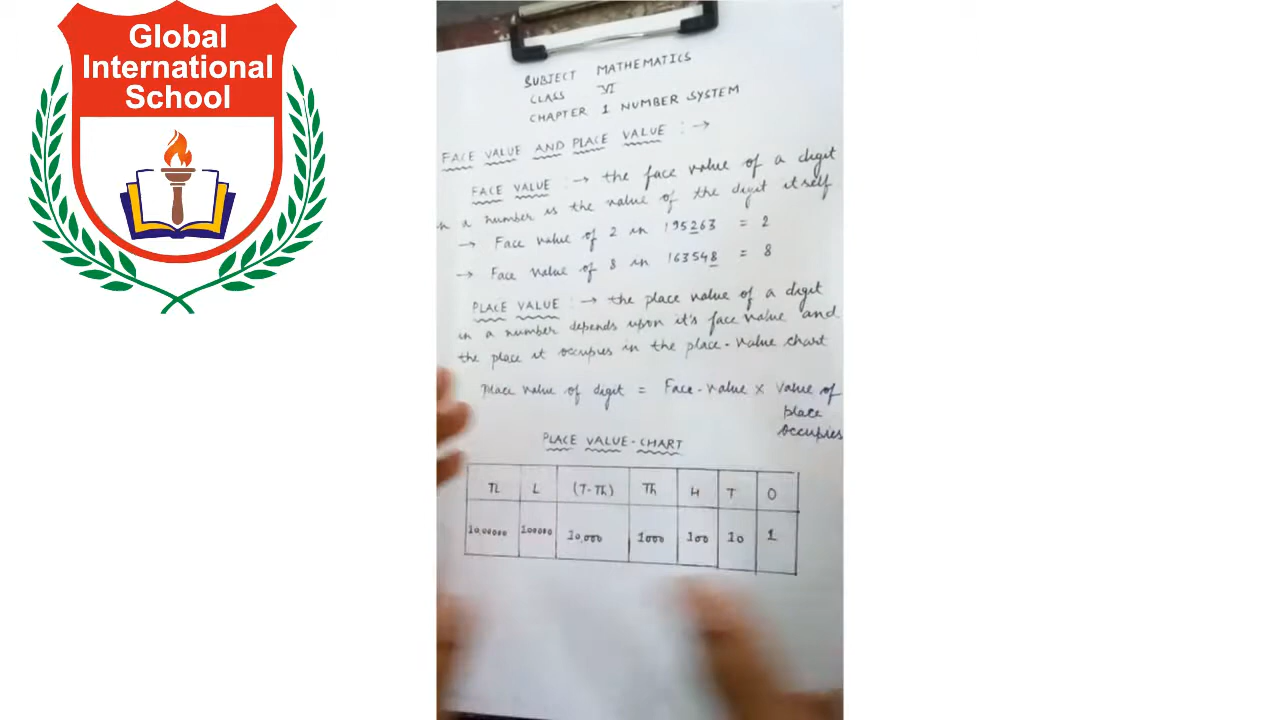 Global
International
School
SUBJECT MATHEMATICS
CLASS VI
CHAPTER 1 NUMBER SYSTEM
FACE VALUE AND PLACE VALUE :→
FACE VALUE :→ the face value of a digit
in a number is the value of the digit itself
→ Face value of 2 in 195263 = 2
→ Face value of 8 in 163548 = 8
PLACE VALUE :→ the place value of a digit
in a number depends upon it's face value and
the place it occupies in the place-value chart
Place value of digit = Face-value × value of
place
occupies
PLACE VALUE-CHART
TL L (T-Th) Th H T O
10,00000 100000 10,000 1000 100 10 1